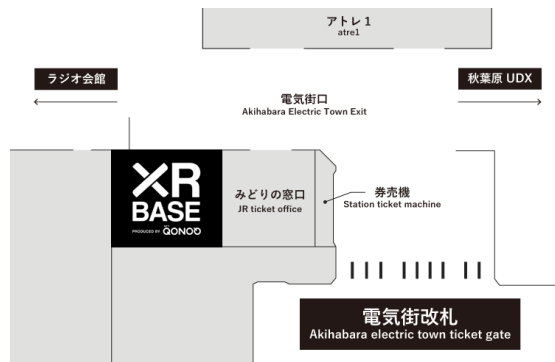 アトレ 1
atre1
ラジオ会館
秋葉原 UDX
電気街口
Akihabara Electric Town Exit
XR
BASE
PRODUCED BY QONOQ
みどりの窓口
JR ticket office
券売機
Station ticket machine
電気街改札
Akihabara electric town ticket gate